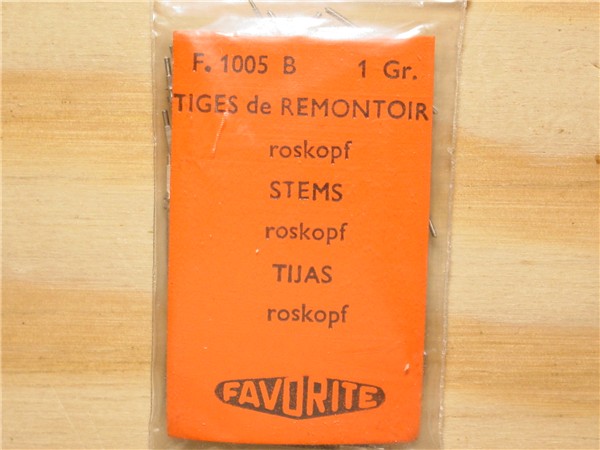 F. 1005 B 1 Gr.
TIGES de REMONTOIR
roskopf
STEMS
roskopf
TIJAS
roskopf
FAVORITE